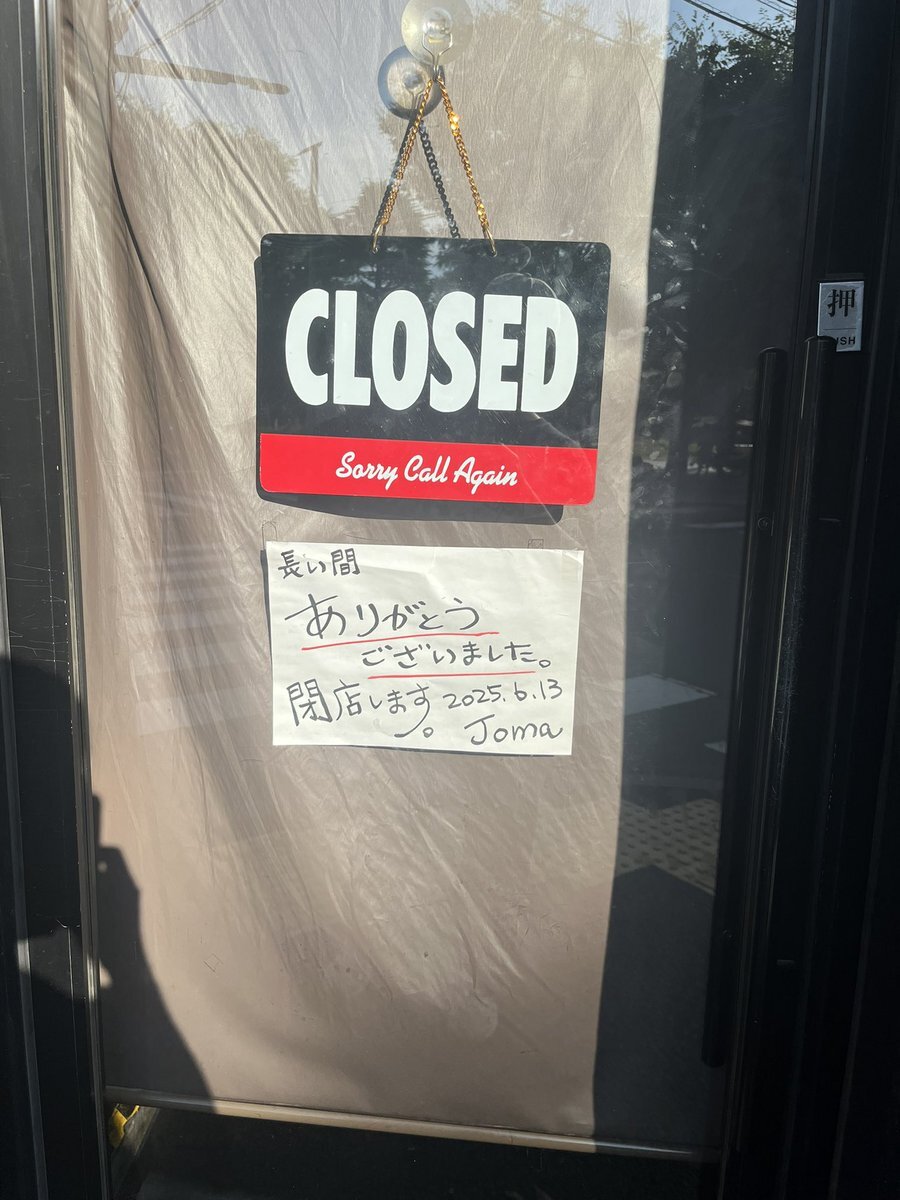 CLOSED
Sorry Call Again
押
長い間
ありがとう
ございました。
閉店します。2025.6.13
Joma